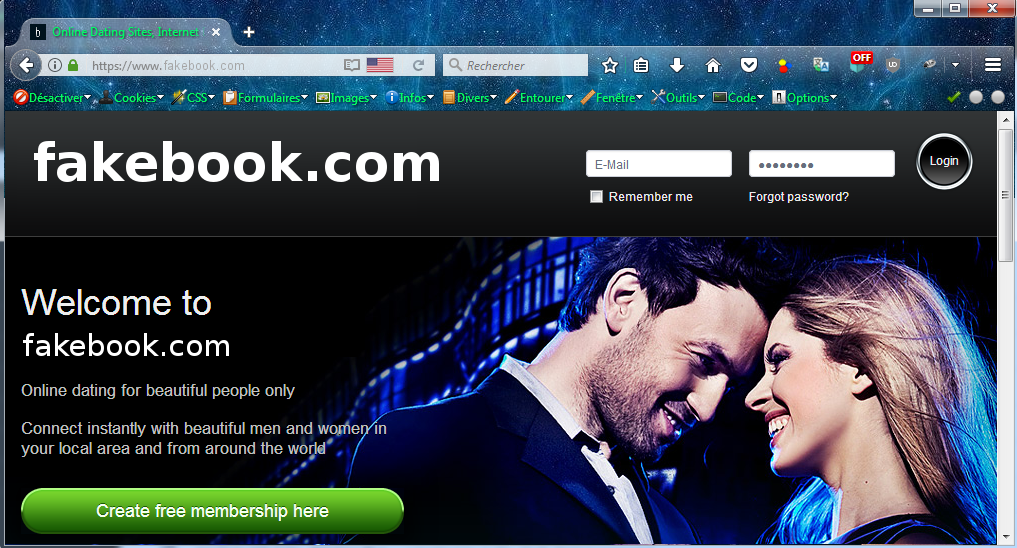 b Online Dating Sites, Internet
https://www.fakebook.com
Rechercher
OFF
Désactiver Cookies CSS Formulaires Images Infos Divers Entourer Fenêtre Outils Code Options
fakebook.com
E-Mail
Login
Remember me
Forgot password?
Welcome to
fakebook.com
Online dating for beautiful people only
Connect instantly with beautiful men and women in
your local area and from around the world
Create free membership here